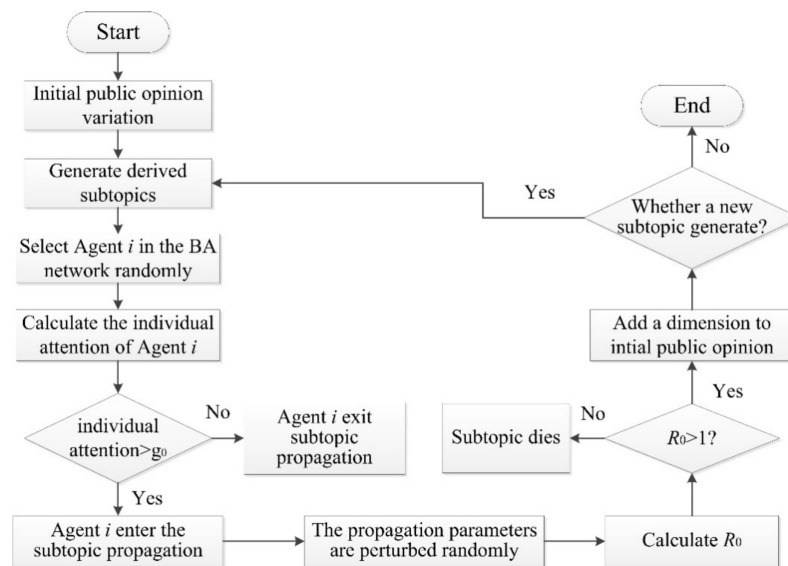 Start
Initial public opinion
variation
Generate derived
subtopics
Select Agent i in the BA
network randomly
Calculate the individual
attention of Agent i
individual
attention>g₀
No
Agent i exit
subtopic
propagation
Yes
Agent i enter the
subtopic propagation
The propagation parameters
are perturbed randomly
Calculate R₀
R₀>1?
No
Subtopic dies
Yes
Add a dimension to
intial public opinion
Whether a new
subtopic generate?
Yes
No
End